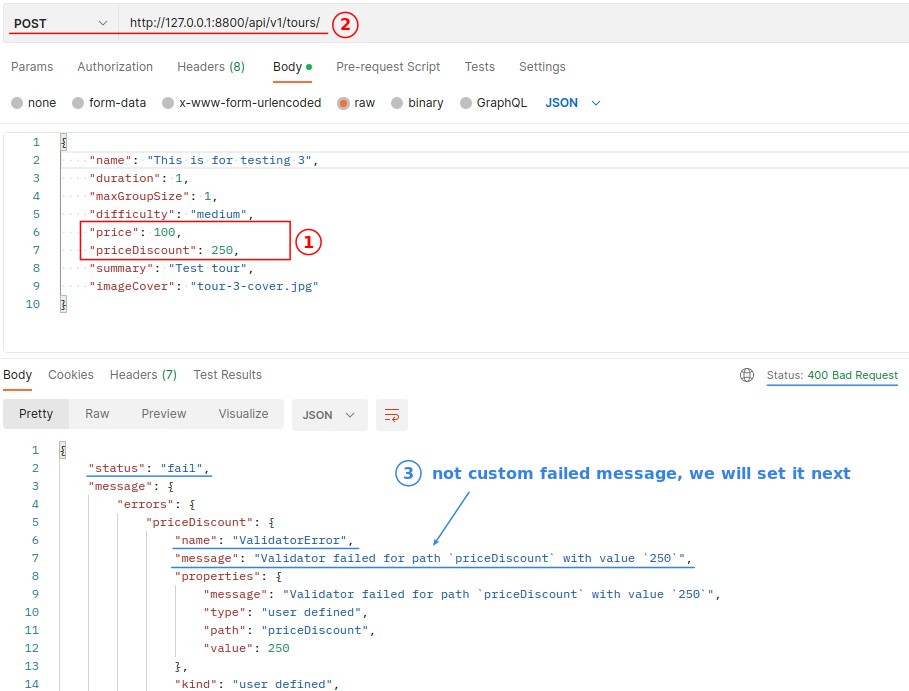 POST http://127.0.0.1:8800/api/v1/tours/ 2
Params Authorization Headers (8) Body Pre-request Script Tests Settings
none form-data x-www-form-urlencoded raw binary GraphQL JSON
1 {
2 "name": "This is for testing 3",
3 "duration": 1,
4 "maxGroupSize": 1,
5 "difficulty": "medium",
6 "price": 100,
7 "priceDiscount": 250,
1
8 "summary": "Test tour",
9 "imageCover": "tour-3-cover.jpg"
10 }
Body Cookies Headers (7) Test Results Status: 400 Bad Request
Pretty Raw Preview Visualize JSON
1 {
2 "status": "fail",
3 not custom failed message, we will set it next
3 "message": {
4 "errors": {
5 "priceDiscount": {
6 "name": "ValidatorError",
7 "message": "Validator failed for path `priceDiscount` with value `250`",
8 "properties": {
9 "message": "Validator failed for path `priceDiscount` with value `250`",
10 "type": "user defined",
11 "path": "priceDiscount",
12 "value": 250
13 },
14 "kind": "user defined",